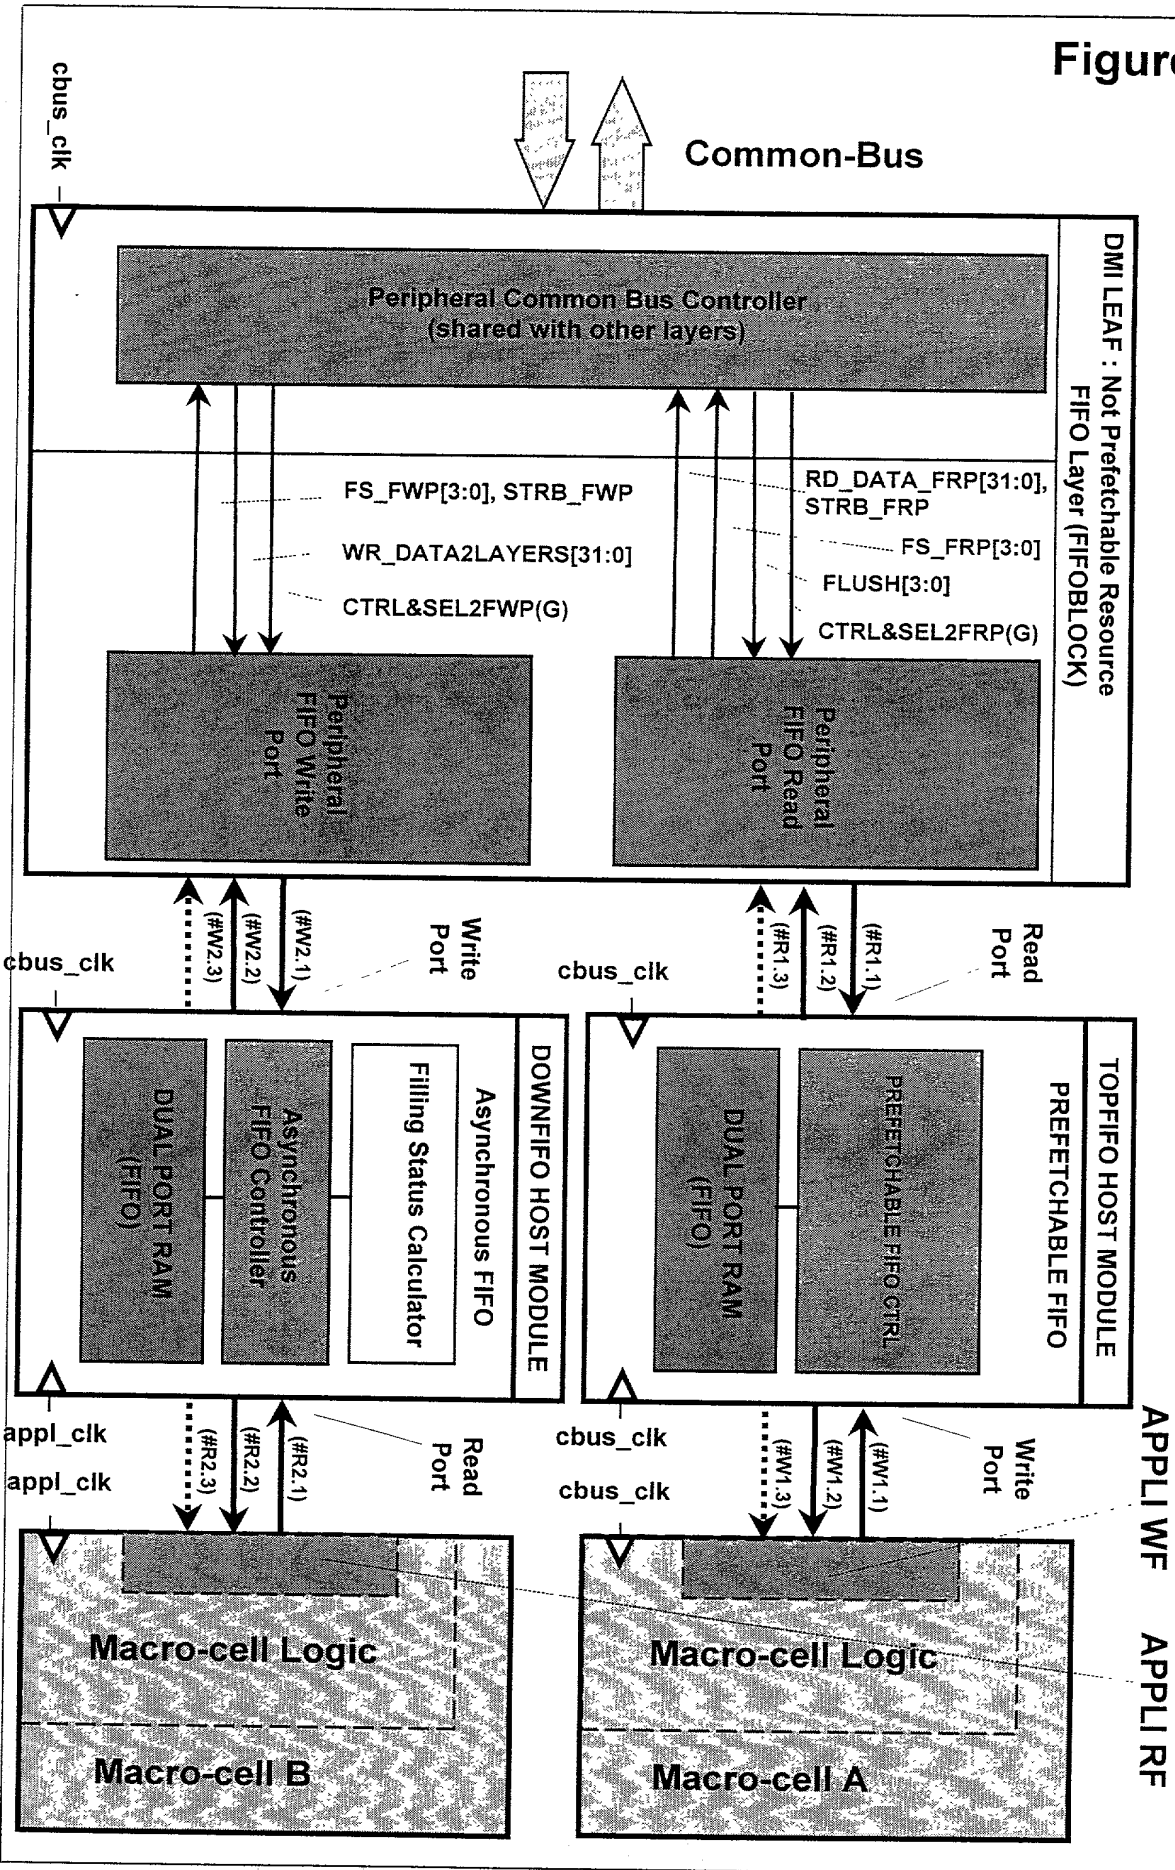 Figure
cbus_clk
Common-Bus
DMI LEAF : Not Prefetchable Resource
FIFO Layer (FIFOBLOCK)
Peripheral Common Bus Controller
(shared with other layers)
FS_FWP[3:0], STRB_FWP
WR_DATA2LAYERS[31:0]
CTRL&SEL2FWP(G)
RD_DATA_FRP[31:0],
STRB_FRP
FS_FRP[3:0]
FLUSH[3:0]
CTRL&SEL2FRP(G)
Peripheral
FIFO Write
Port
Peripheral
FIFO Read
Port
(#W2.3)
(#W2.2)
(#W2.1)
Write
Port
(#R1.3)
(#R1.2)
(#R1.1)
Read
Port
cbus_clk
cbus_clk
DOWNFIFO HOST MODULE
Asynchronous FIFO
Filling Status Calculator
Asynchronous
FIFO Controller
DUAL PORT RAM
(FIFO)
TOPFIFO HOST MODULE
PREFETCHABLE FIFO
PREFETCHABLE FIFO CTRL
DUAL PORT RAM
(FIFO)
appl_clk
appl_clk
(#R2.3)
(#R2.2)
(#R2.1)
Read
Port
cbus_clk
cbus_clk
(#W1.3)
(#W1.2)
(#W1.1)
Write
Port
APPLI WF
APPLI RF
Macro-cell Logic
Macro-cell B
Macro-cell Logic
Macro-cell A